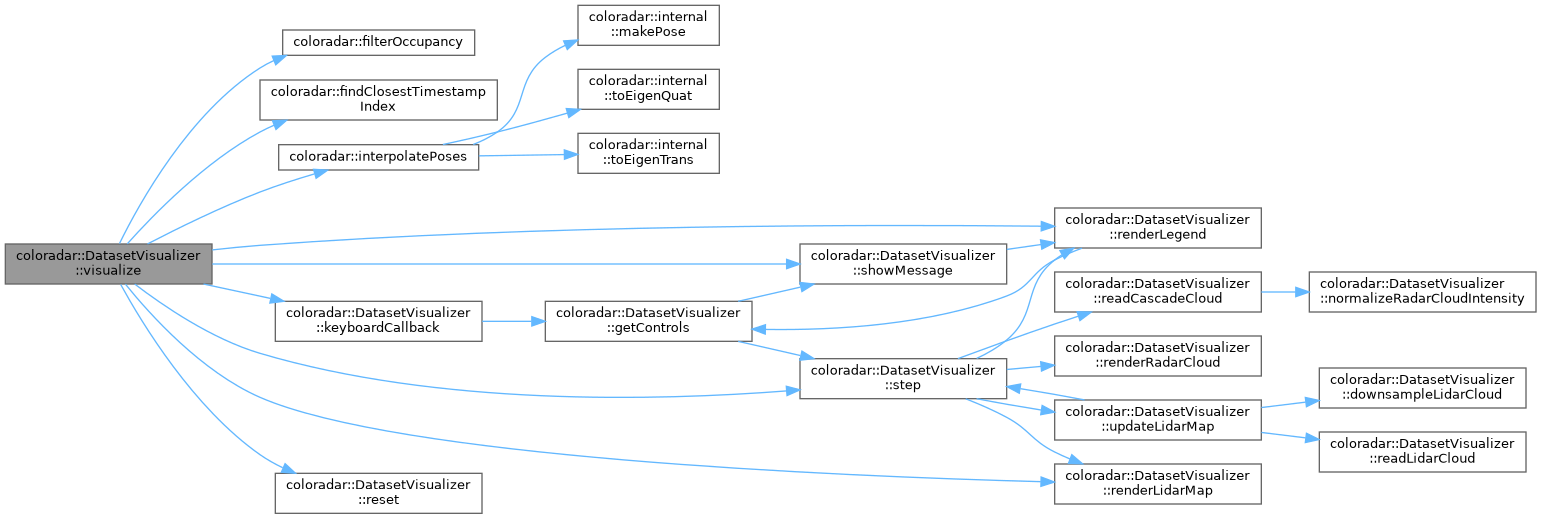 coloradar::DatasetVisualizer
::visualize
coloradar::filterOccupancy
coloradar::findClosestTimestamp
Index
coloradar::interpolatePoses
coloradar::internal
::makePose
coloradar::internal
::toEigenQuat
coloradar::internal
::toEigenTrans
coloradar::DatasetVisualizer
::keyboardCallback
coloradar::DatasetVisualizer
::getControls
coloradar::DatasetVisualizer
::showMessage
coloradar::DatasetVisualizer
::step
coloradar::DatasetVisualizer
::renderLegend
coloradar::DatasetVisualizer
::readCascadeCloud
coloradar::DatasetVisualizer
::normalizeRadarCloudIntensity
coloradar::DatasetVisualizer
::renderRadarCloud
coloradar::DatasetVisualizer
::updateLidarMap
coloradar::DatasetVisualizer
::downsampleLidarCloud
coloradar::DatasetVisualizer
::readLidarCloud
coloradar::DatasetVisualizer
::renderLidarMap
coloradar::DatasetVisualizer
::reset